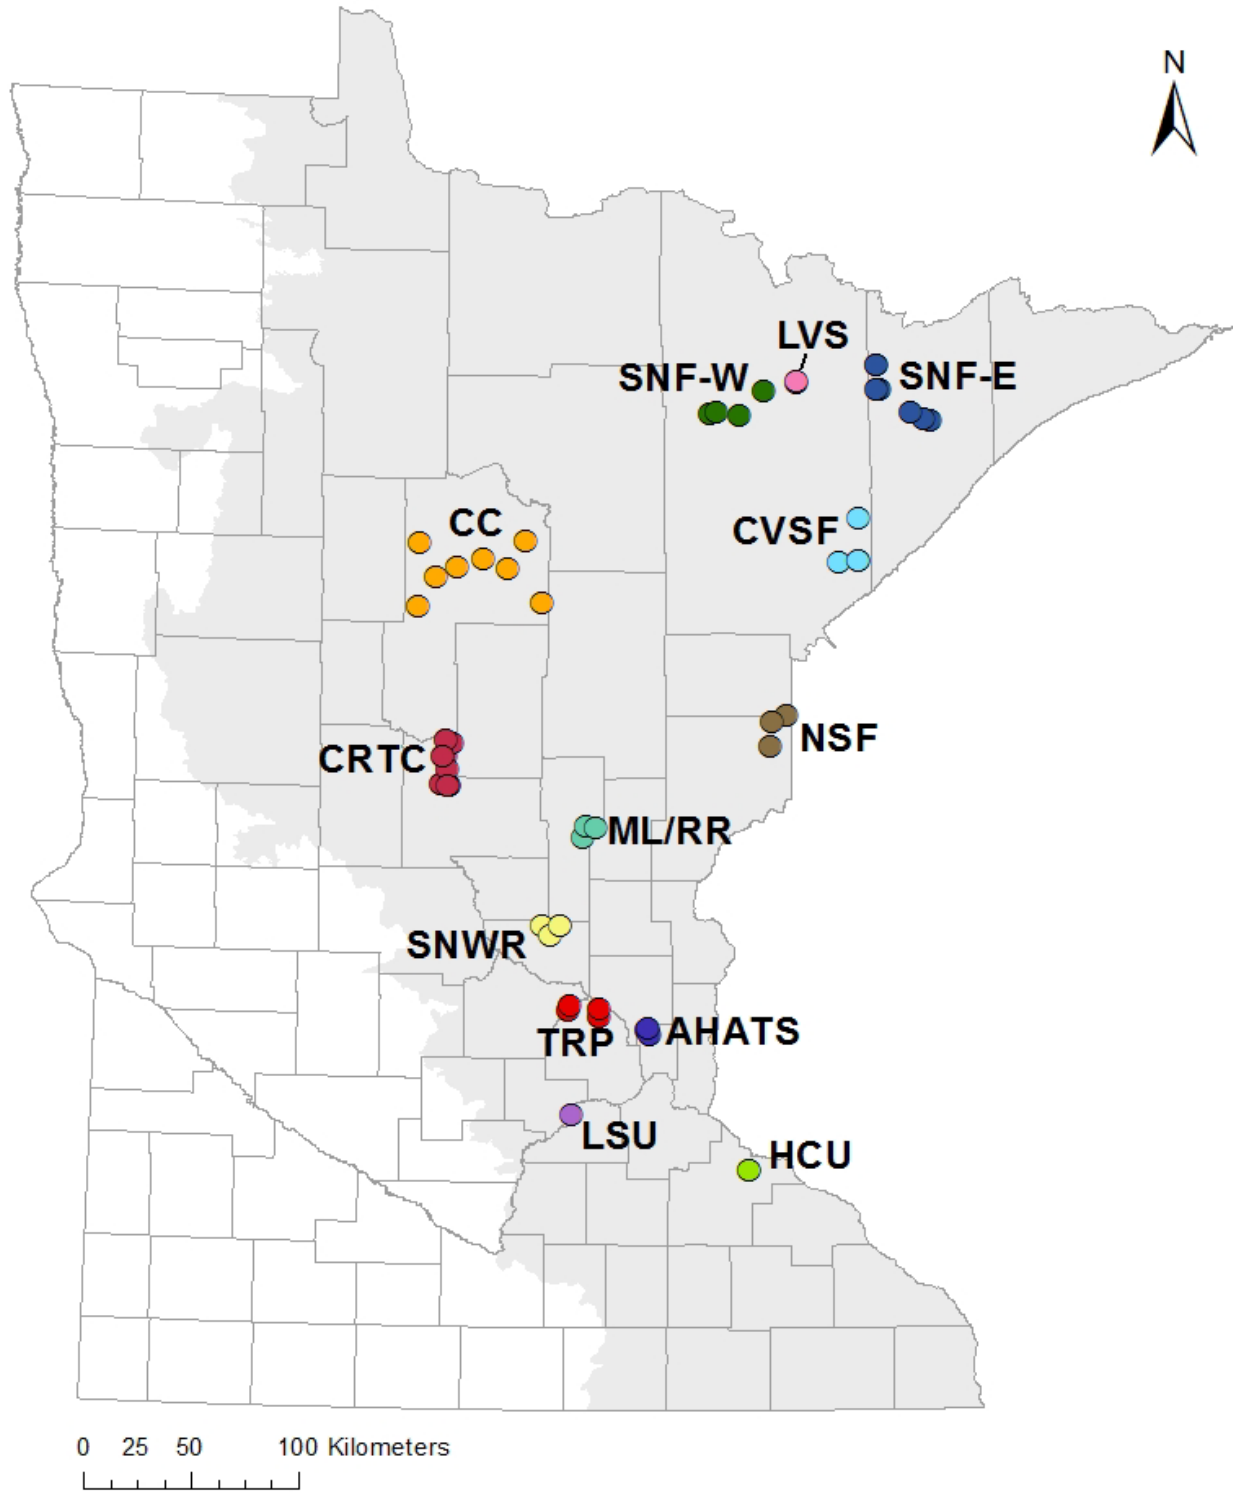 N
LVS
SNF-W
SNF-E
CC
CVSF
CRTC
NSF
ML/RR
SNWR
TRP
AHATS
LSU
HCU
0 25 50 100 Kilometers